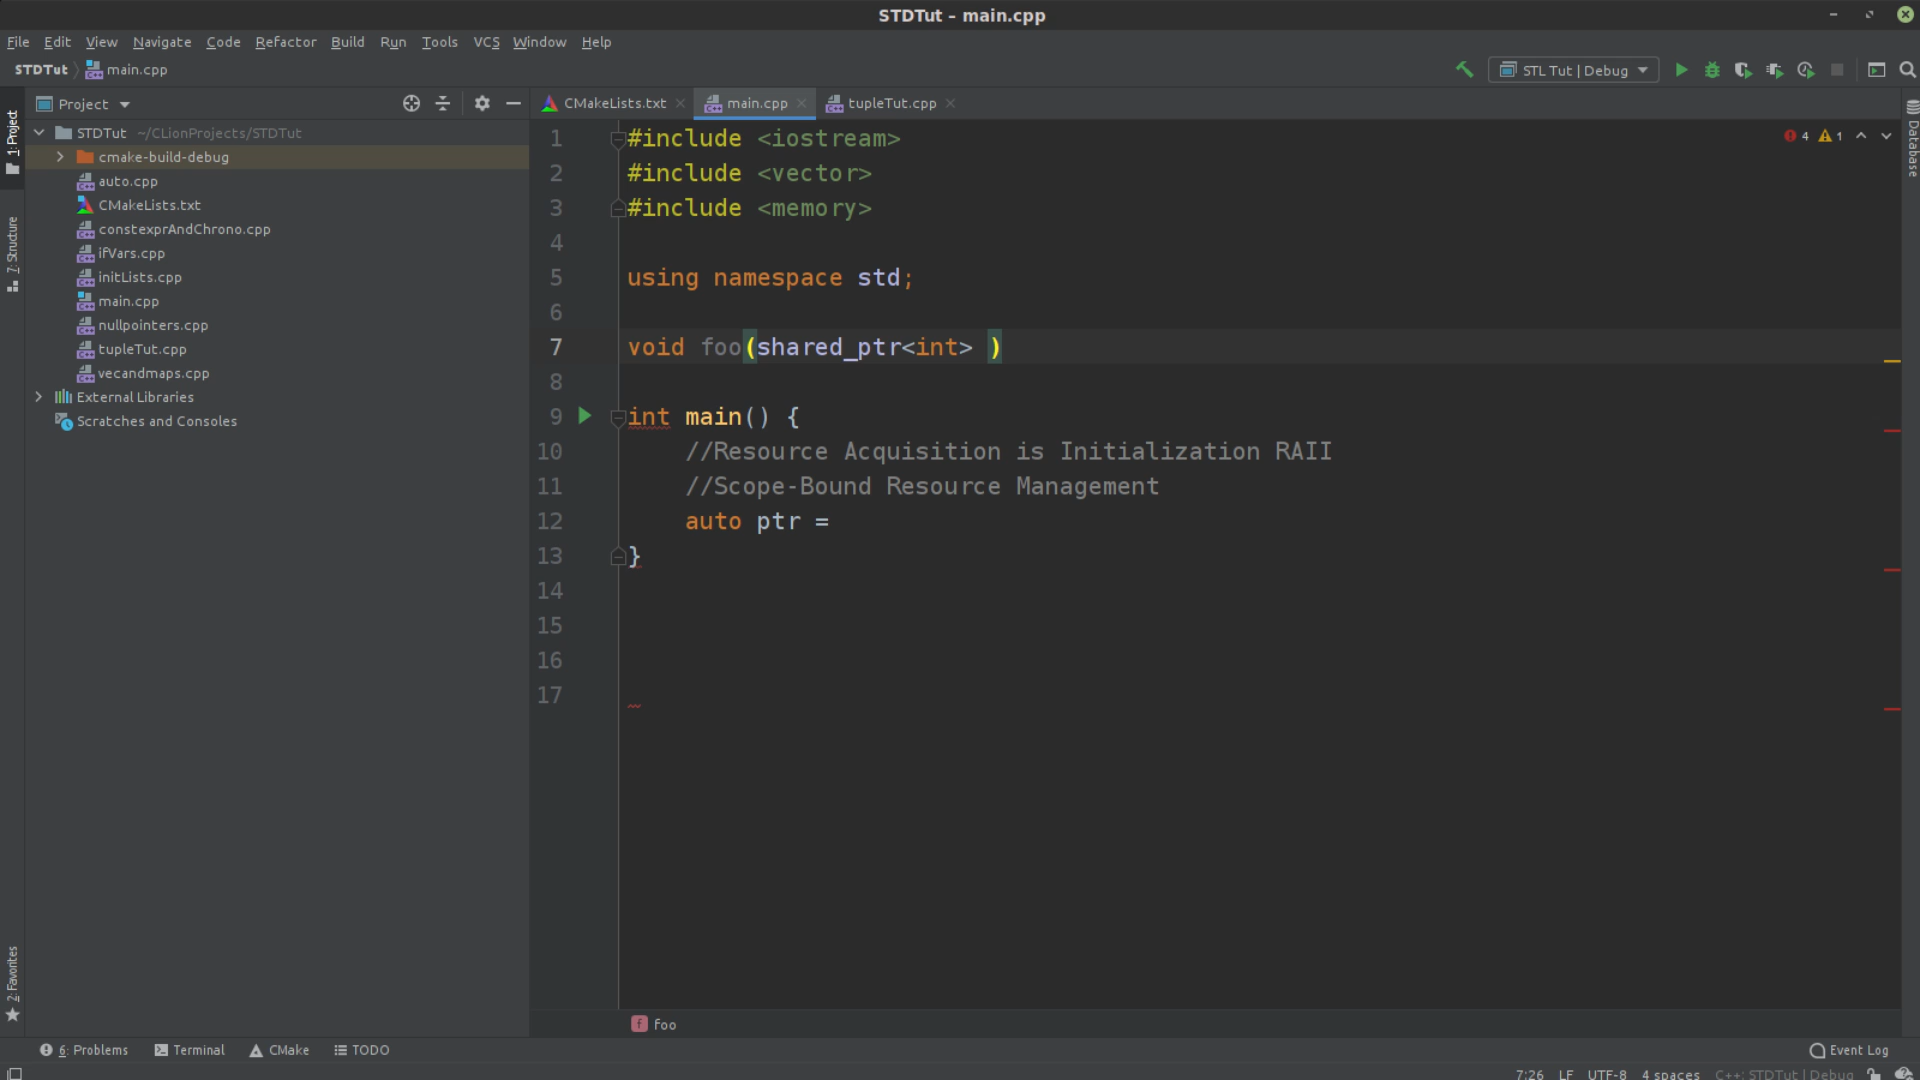 STDTut – main.cpp
File Edit View Navigate Code Refactor Build Run Tools VCS Window Help
STDTut main.cpp STL Tut | Debug
Project CMakeLists.txt main.cpp tupleTut.cpp
1: Project
7: Structure
2: Favorites
Database
STDTut ~/CLionProjects/STDTut
cmake-build-debug
auto.cpp
CMakeLists.txt
constexprAndChrono.cpp
ifVars.cpp
initLists.cpp
main.cpp
nullpointers.cpp
tupleTut.cpp
vecandmaps.cpp
External Libraries
Scratches and Consoles
4 1
1 #include <iostream>
2 #include <vector>
3 #include <memory>
4
5 using namespace std;
6
7 void foo(shared_ptr<int> )
8
9 int main() {
10 //Resource Acquisition is Initialization RAII
11 //Scope-Bound Resource Management
12 auto ptr =
13 }
14
15
16
17
f foo
6: Problems Terminal CMake TODO Event Log
7:26 LF UTF-8 4 spaces C++: STDTut | Debug